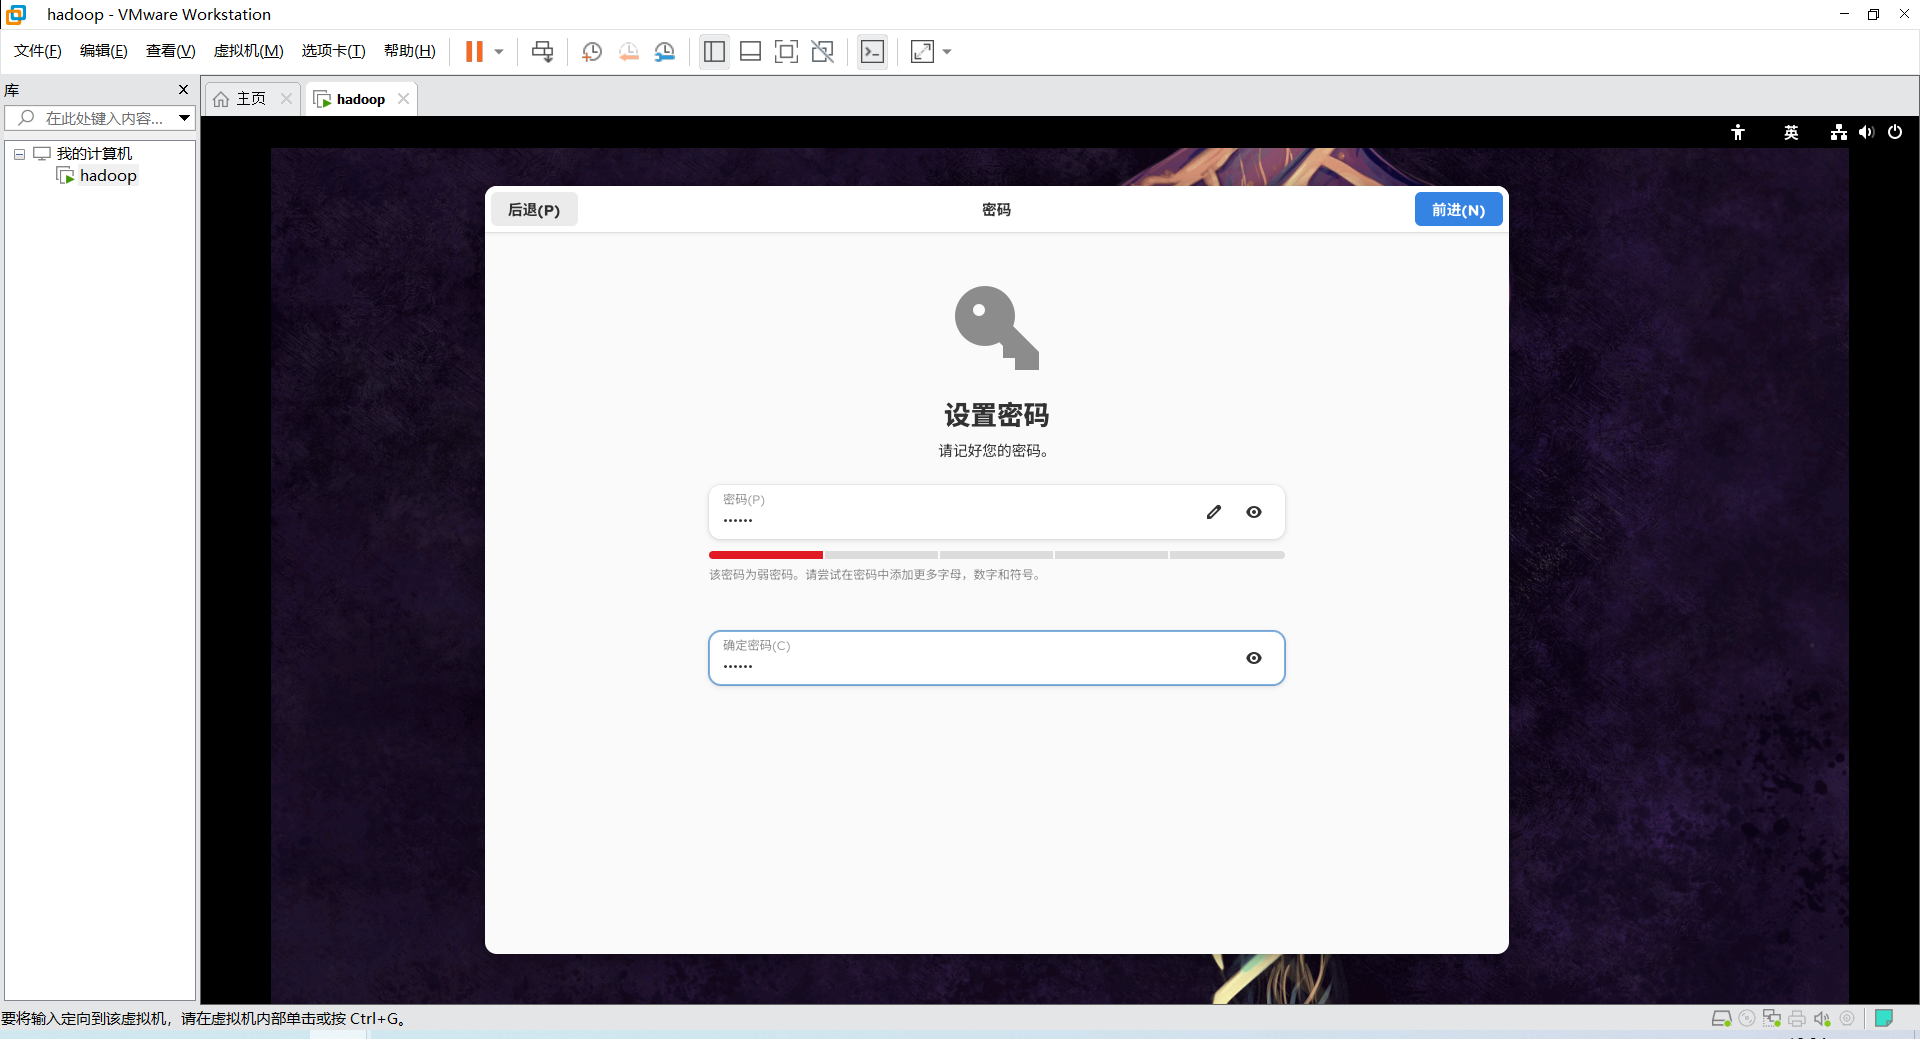 hadoop - VMware Workstation
文件(F) 编辑(E) 查看(V) 虚拟机(M) 选项卡(T) 帮助(H)
库
在此处键入内容...
主页
hadoop
我的计算机
hadoop
英
后退(P)
密码
前进(N)
设置密码
请记好您的密码。
密码(P)
••••••
该密码为弱密码。请尝试在密码中添加更多字母，数字和符号。
确定密码(C)
••••••
要将输入定向到该虚拟机，请在虚拟机内部单击或按 Ctrl+G。